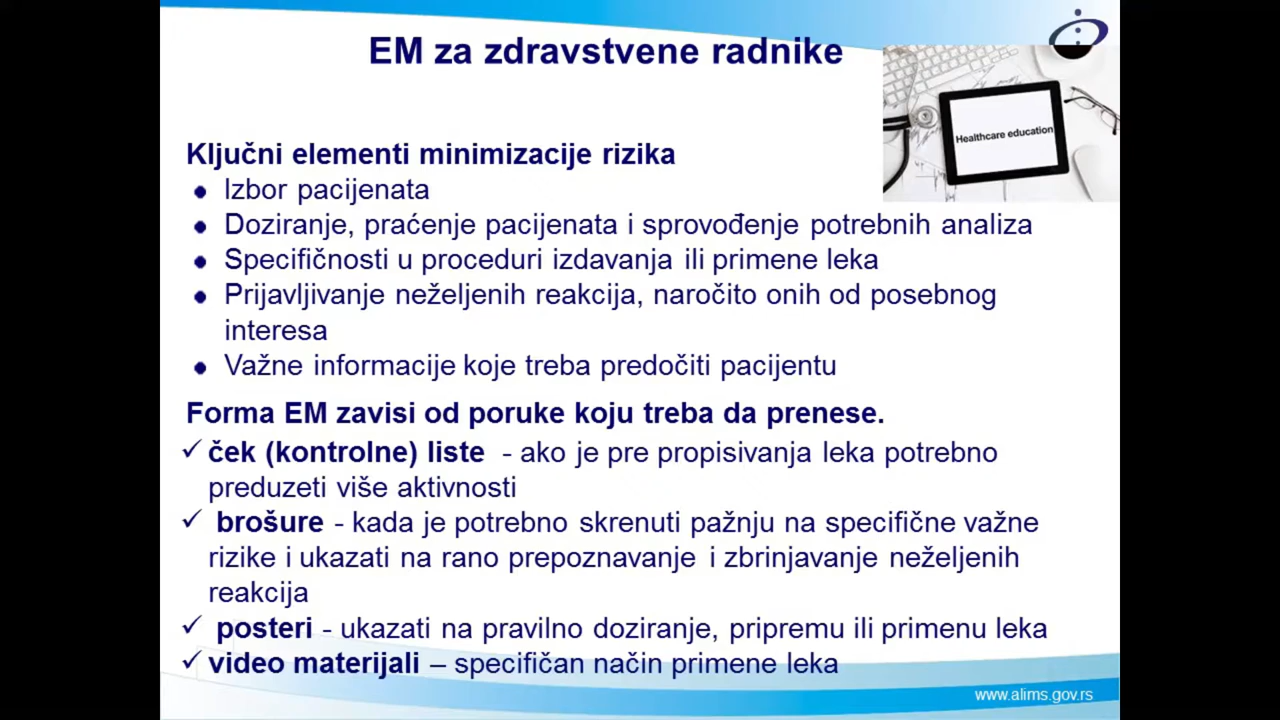 EM za zdravstvene radnike
Healthcare education
Ključni elementi minimizacije rizika
Izbor pacijenata
Doziranje, praćenje pacijenata i sprovođenje potrebnih analiza
Specifičnosti u proceduri izdavanja ili primene leka
Prijavljivanje neželjenih reakcija, naročito onih od posebnog
interesa
Važne informacije koje treba predočiti pacijentu
Forma EM zavisi od poruke koju treba da prenese.
ček (kontrolne) liste - ako je pre propisivanja leka potrebno
preduzeti više aktivnosti
brošure - kada je potrebno skrenuti pažnju na specifične važne
rizike i ukazati na rano prepoznavanje i zbrinjavanje neželjenih
reakcija
posteri - ukazati na pravilno doziranje, pripremu ili primenu leka
video materijali – specifičan način primene leka
www.alims.gov.rs